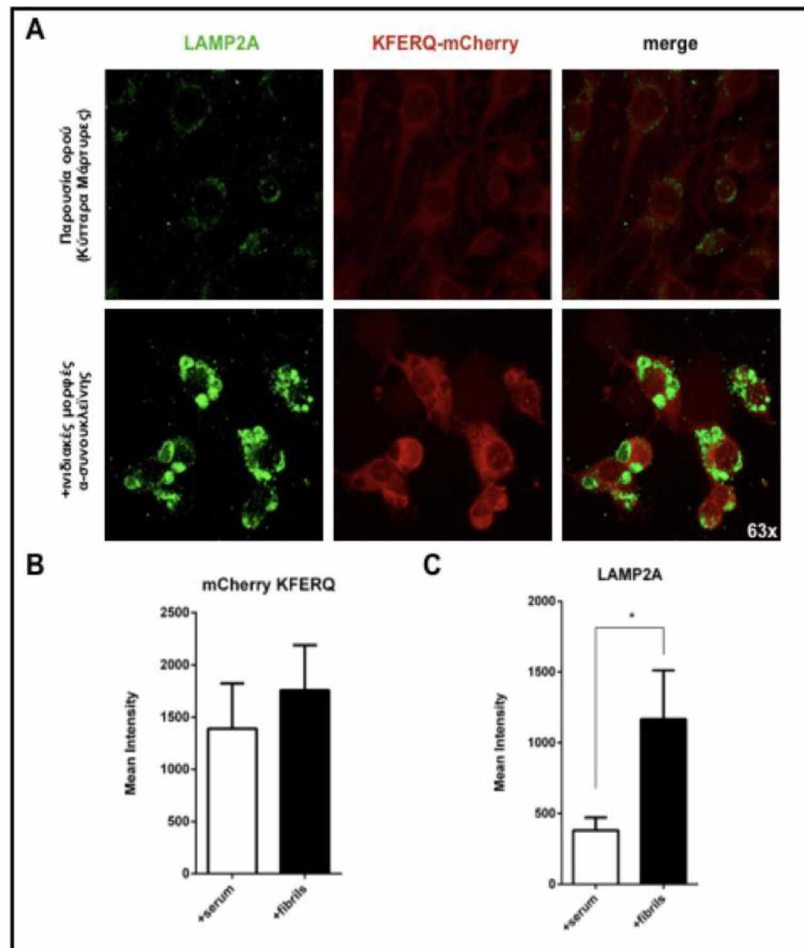 A
LAMP2A
KFERQ-mCherry
merge
Παρουσία ορού
(Κύτταρα Μάρτυρες)
+ινιδιακές μορφές
α-συνουκλεΐνης
63x
B
mCherry KFERQ
2500
2000
1500
1000
500
0
Mean Intensity
+serum
+fibrils
C
LAMP2A
2000
1500
1000
500
0
Mean Intensity
*
+serum
+fibrils